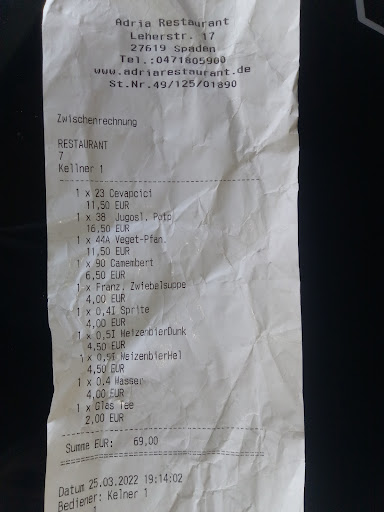 Adria Restaurant
Leherstr. 17
27619 Spaden
Tel.:0471805900
www.adriarestaurant.de
St.Nr.49/125/01890
Zwischenrechnung
RESTAURANT
7
Kellner 1
1 x 23 Cevapcici
11,50 EUR
1 x 38 Jugosl. Pato
16,50 EUR
1 x 44A Veget-Pfan.
11,50 EUR
1 x 90 Camembert
6,50 EUR
1 x Franz. Zwiebelsuppe
4,00 EUR
1 x 0,4l Sprite
4,00 EUR
1 x 0,5l WeizenbierDunk
4,50 EUR
1 x 0,5l WeizenbierHel
4,50 EUR
1 x 0,4 Wasser
4,00 EUR
1 x Glas Tee
2,00 EUR
Summe EUR: 69,00
Datum 25.03.2022 19:14:02
Bediener: Kelner 1